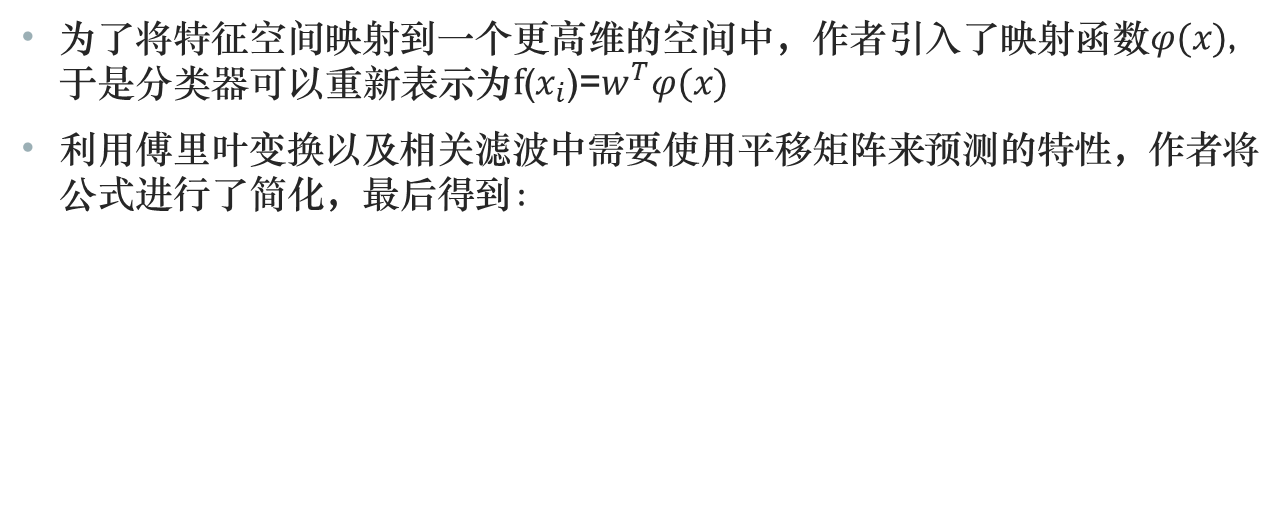 • 为了将特征空间映射到一个更高维的空间中，作者引入了映射函数φ(x),
于是分类器可以重新表示为f(xᵢ)=wᵀφ(x)
• 利用傅里叶变换以及相关滤波中需要使用平移矩阵来预测的特性，作者将
公式进行了简化，最后得到：